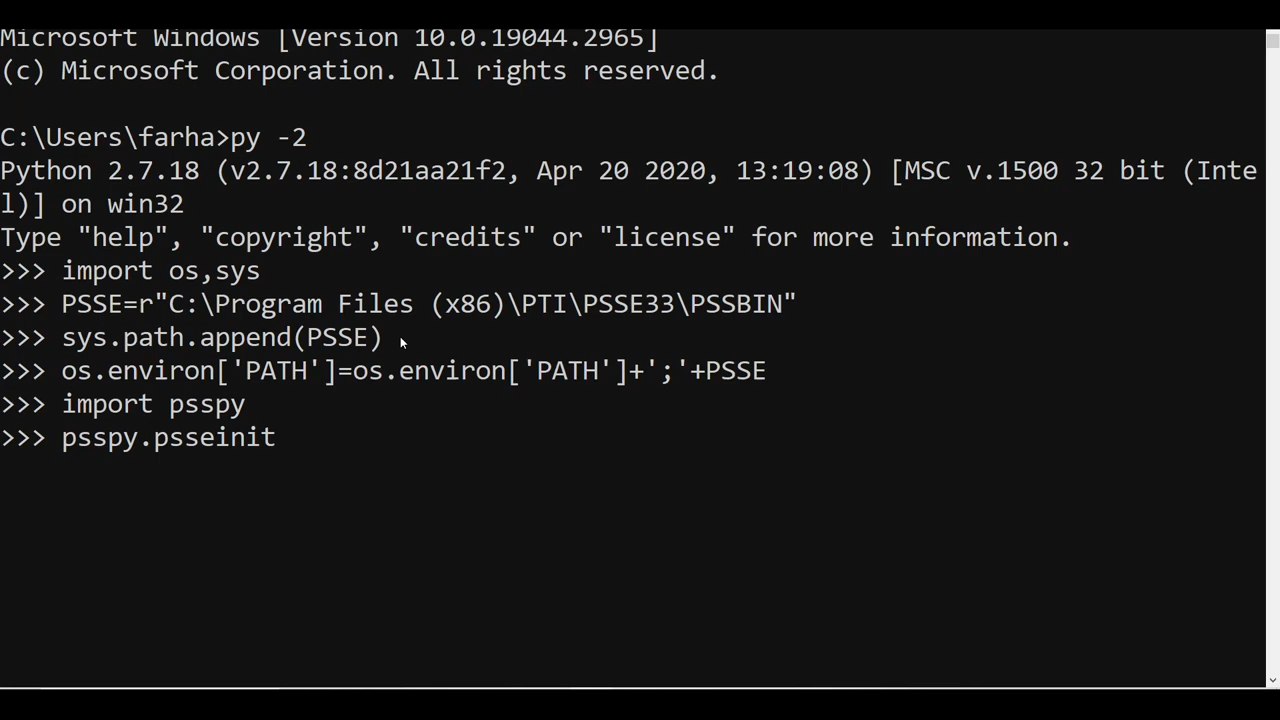 Microsoft Windows [Version 10.0.19044.2965]
(c) Microsoft Corporation. All rights reserved.
C:\Users\farha>py -2
Python 2.7.18 (v2.7.18:8d21aa21f2, Apr 20 2020, 13:19:08) [MSC v.1500 32 bit (Inte
l)] on win32
Type "help", "copyright", "credits" or "license" for more information.
>>> import os,sys
>>> PSSE=r"C:\Program Files (x86)\PTI\PSSE33\PSSBIN"
>>> sys.path.append(PSSE)
>>> os.environ['PATH']=os.environ['PATH']+';'+PSSE
>>> import psspy
>>> psspy.psseinit